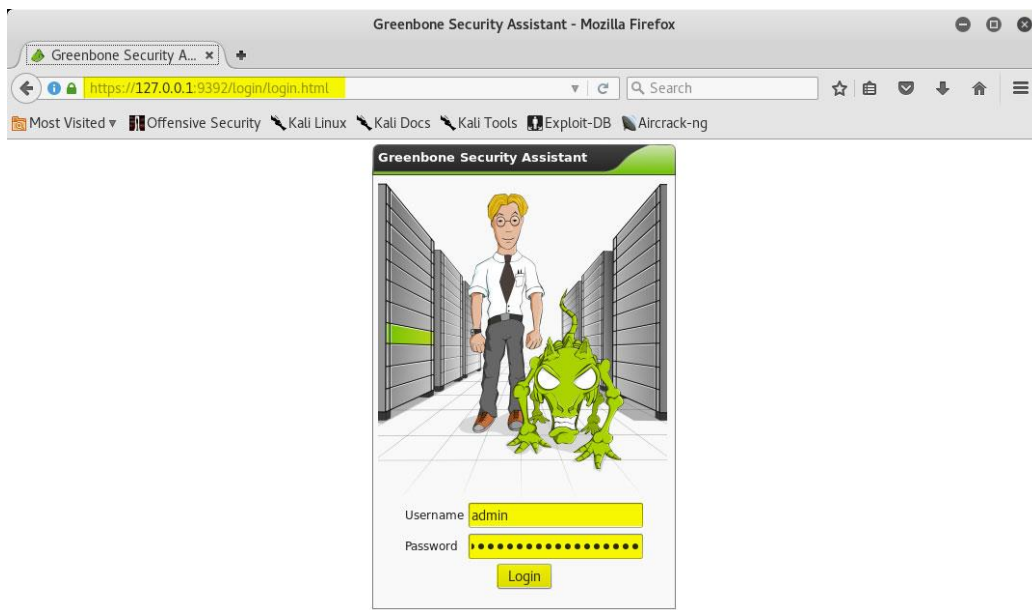 Greenbone Security Assistant - Mozilla Firefox
Greenbone Security A...
https://127.0.0.1:9392/login/login.html
Search
Most Visited
Offensive Security
Kali Linux
Kali Docs
Kali Tools
Exploit-DB
Aircrack-ng
Greenbone Security Assistant
Username admin
Password ••••••••••••••••••
Login